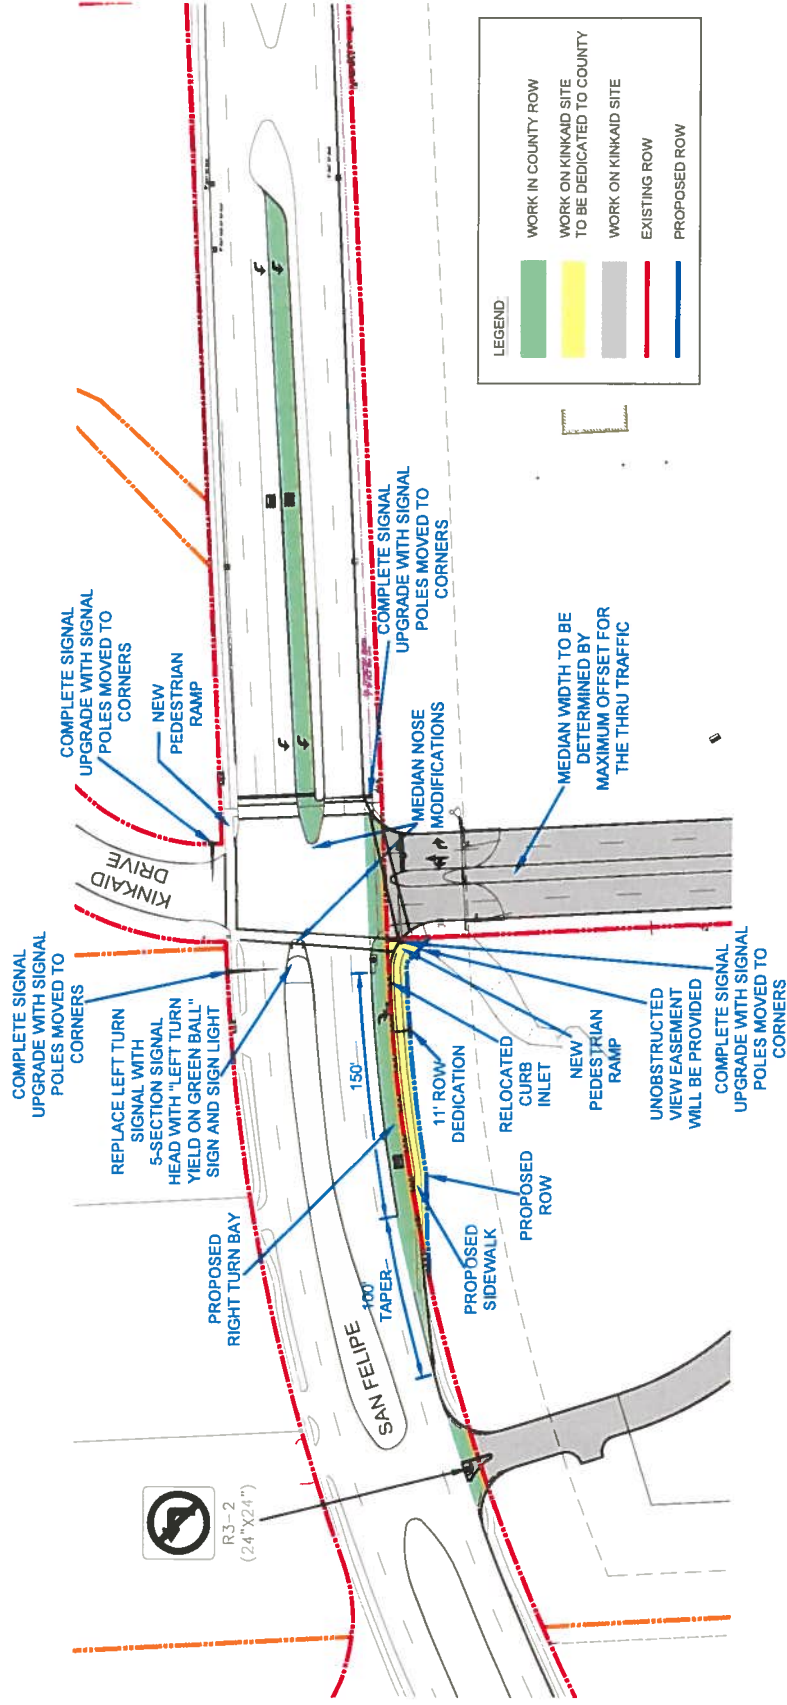 COMPLETE SIGNAL
UPGRADE WITH SIGNAL
POLES MOVED TO
CORNERS
REPLACE LEFT TURN
SIGNAL WITH
5-SECTION SIGNAL
HEAD WITH "LEFT TURN
YIELD ON GREEN BALL"
SIGN AND SIGN LIGHT
PROPOSED
RIGHT TURN BAY
R3-2
(24"X24")
KINKAID
DRIVE
COMPLETE SIGNAL
UPGRADE WITH SIGNAL
POLES MOVED TO
CORNERS
NEW
PEDESTRIAN
RAMP
SAN FELIPE
100'
TAPER
150'
PROPOSED
SIDEWALK
PROPOSED
ROW
11' ROW
DEDICATION
RELOCATED
CURB
INLET
NEW
PEDESTRIAN
RAMP
UNOBSTRUCTED
VIEW EASEMENT
WILL BE PROVIDED
COMPLETE SIGNAL
UPGRADE WITH SIGNAL
POLES MOVED TO
CORNERS
MEDIAN NOSE
MODIFICATIONS
COMPLETE SIGNAL
UPGRADE WITH SIGNAL
POLES MOVED TO
CORNERS
MEDIAN WIDTH TO BE
DETERMINED BY
MAXIMUM OFFSET FOR
THE THRU TRAFFIC
LEGEND
WORK IN COUNTY ROW
WORK ON KINKAID SITE
TO BE DEDICATED TO COUNTY
WORK ON KINKAID SITE
EXISTING ROW
PROPOSED ROW